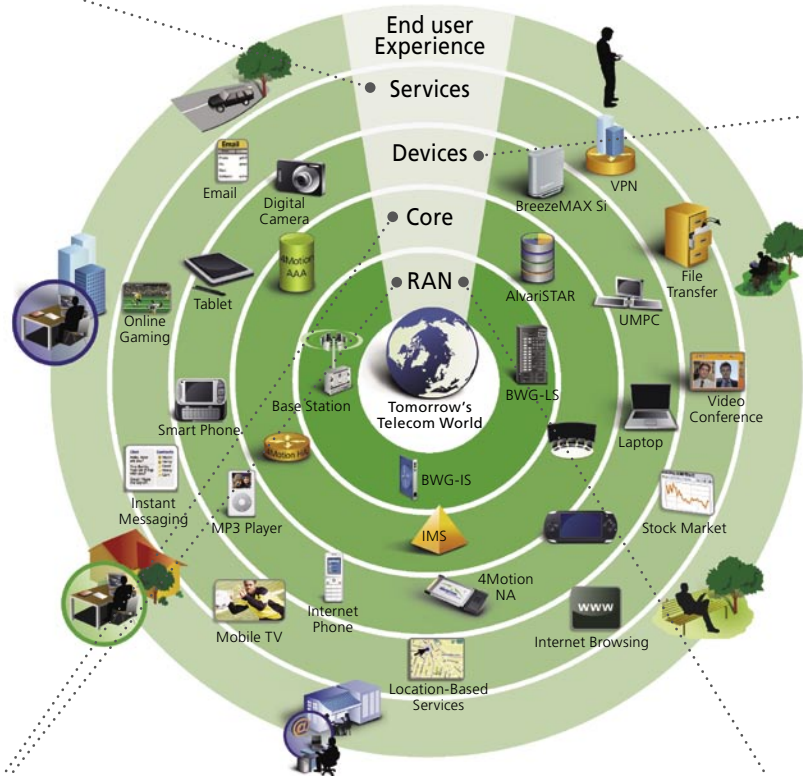 End user
Experience
Services
Devices
Core
RAN
Tomorrow's
Telecom World
Email
Email
Digital
Camera
BreezeMAX Si
VPN
4Motion
AAA
AlvariSTAR
File
Transfer
Tablet
UMPC
Online
Gaming
Base Station
BWG-LS
Video
Conference
Smart Phone
Laptop
4Motion HA
BWG-IS
Instant
Messaging
MP3 Player
Stock Market
IMS
4Motion
NA
Internet
Phone
Mobile TV
www
Internet Browsing
Location-Based
Services
@